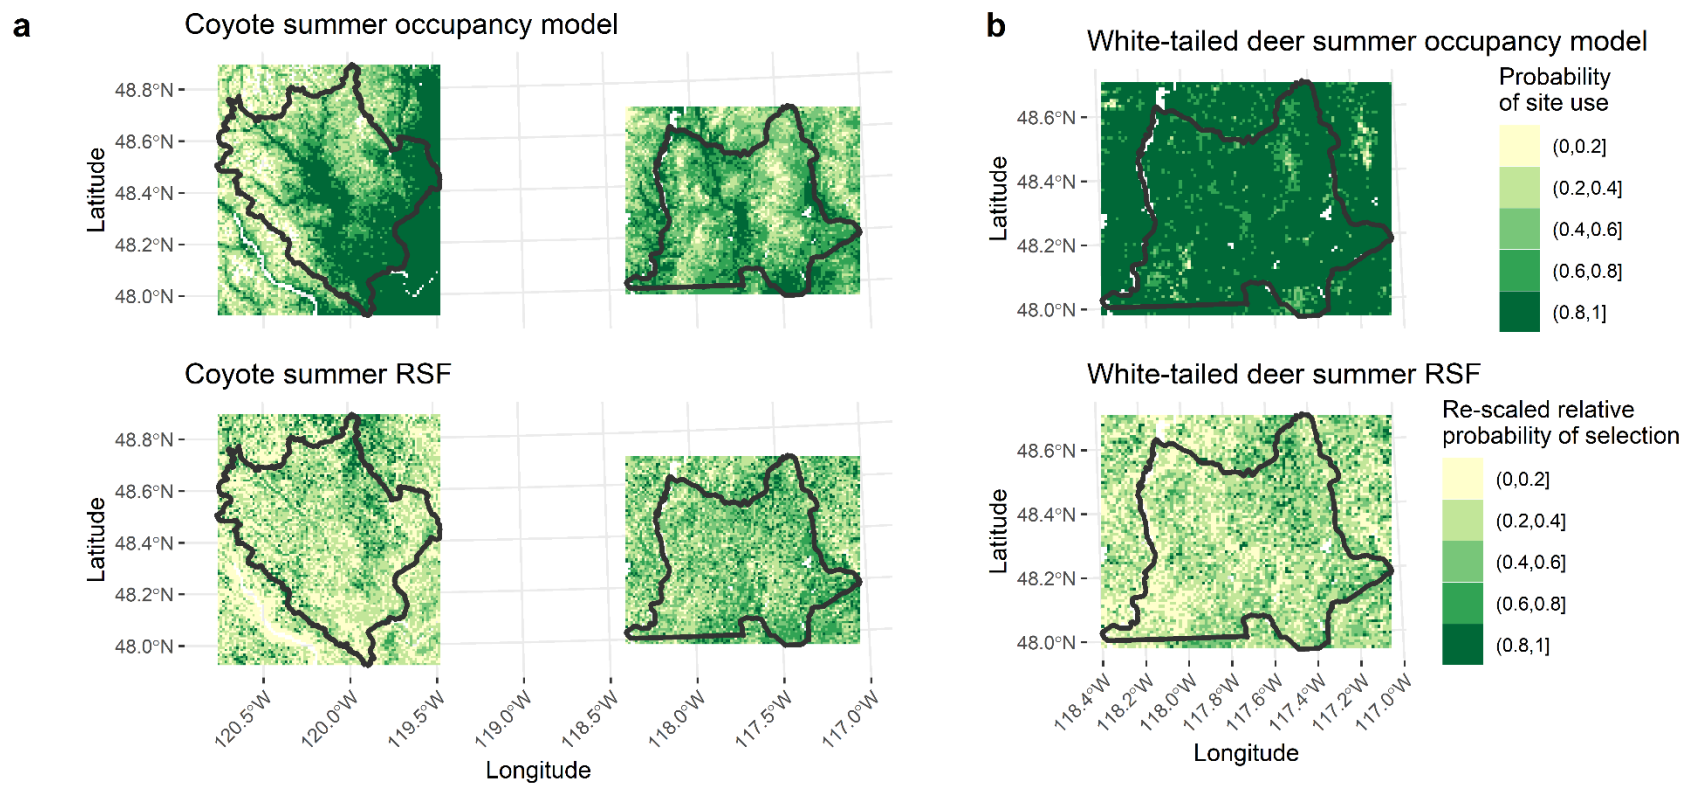 a
Coyote summer occupancy model
Latitude
48.8°N
48.6°N
48.4°N
48.2°N
48.0°N
Coyote summer RSF
Latitude
48.8°N
48.6°N
48.4°N
48.2°N
48.0°N
120.5°W
120.0°W
119.5°W
119.0°W
118.5°W
118.0°W
117.5°W
117.0°W
Longitude
b
White-tailed deer summer occupancy model
Latitude
48.6°N
48.4°N
48.2°N
48.0°N
Probability
of site use
(0,0.2]
(0.2,0.4]
(0.4,0.6]
(0.6,0.8]
(0.8,1]
White-tailed deer summer RSF
Latitude
48.6°N
48.4°N
48.2°N
48.0°N
118.4°W
118.2°W
118.0°W
117.8°W
117.6°W
117.4°W
117.2°W
117.0°W
Longitude
Re-scaled relative
probability of selection
(0,0.2]
(0.2,0.4]
(0.4,0.6]
(0.6,0.8]
(0.8,1]